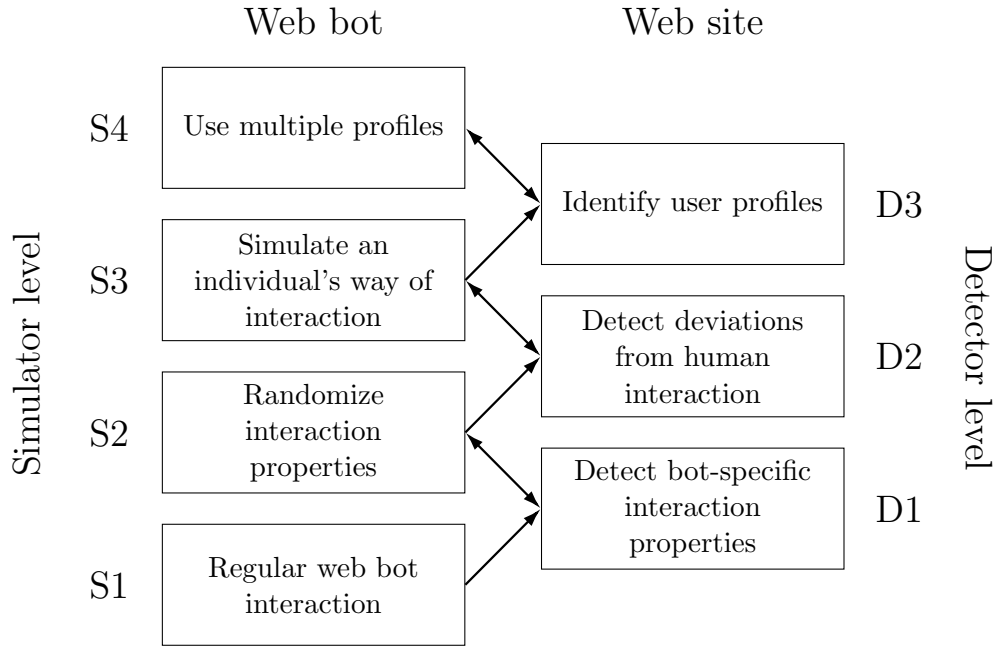 Web bot
Web site
S4
Use multiple profiles
Identify user profiles
D3
S3
Simulate an
individual's way of
interaction
Detect deviations
from human
interaction
D2
S2
Randomize
interaction
properties
Detect bot-specific
interaction
properties
D1
S1
Regular web bot
interaction
Simulator level
Detector level